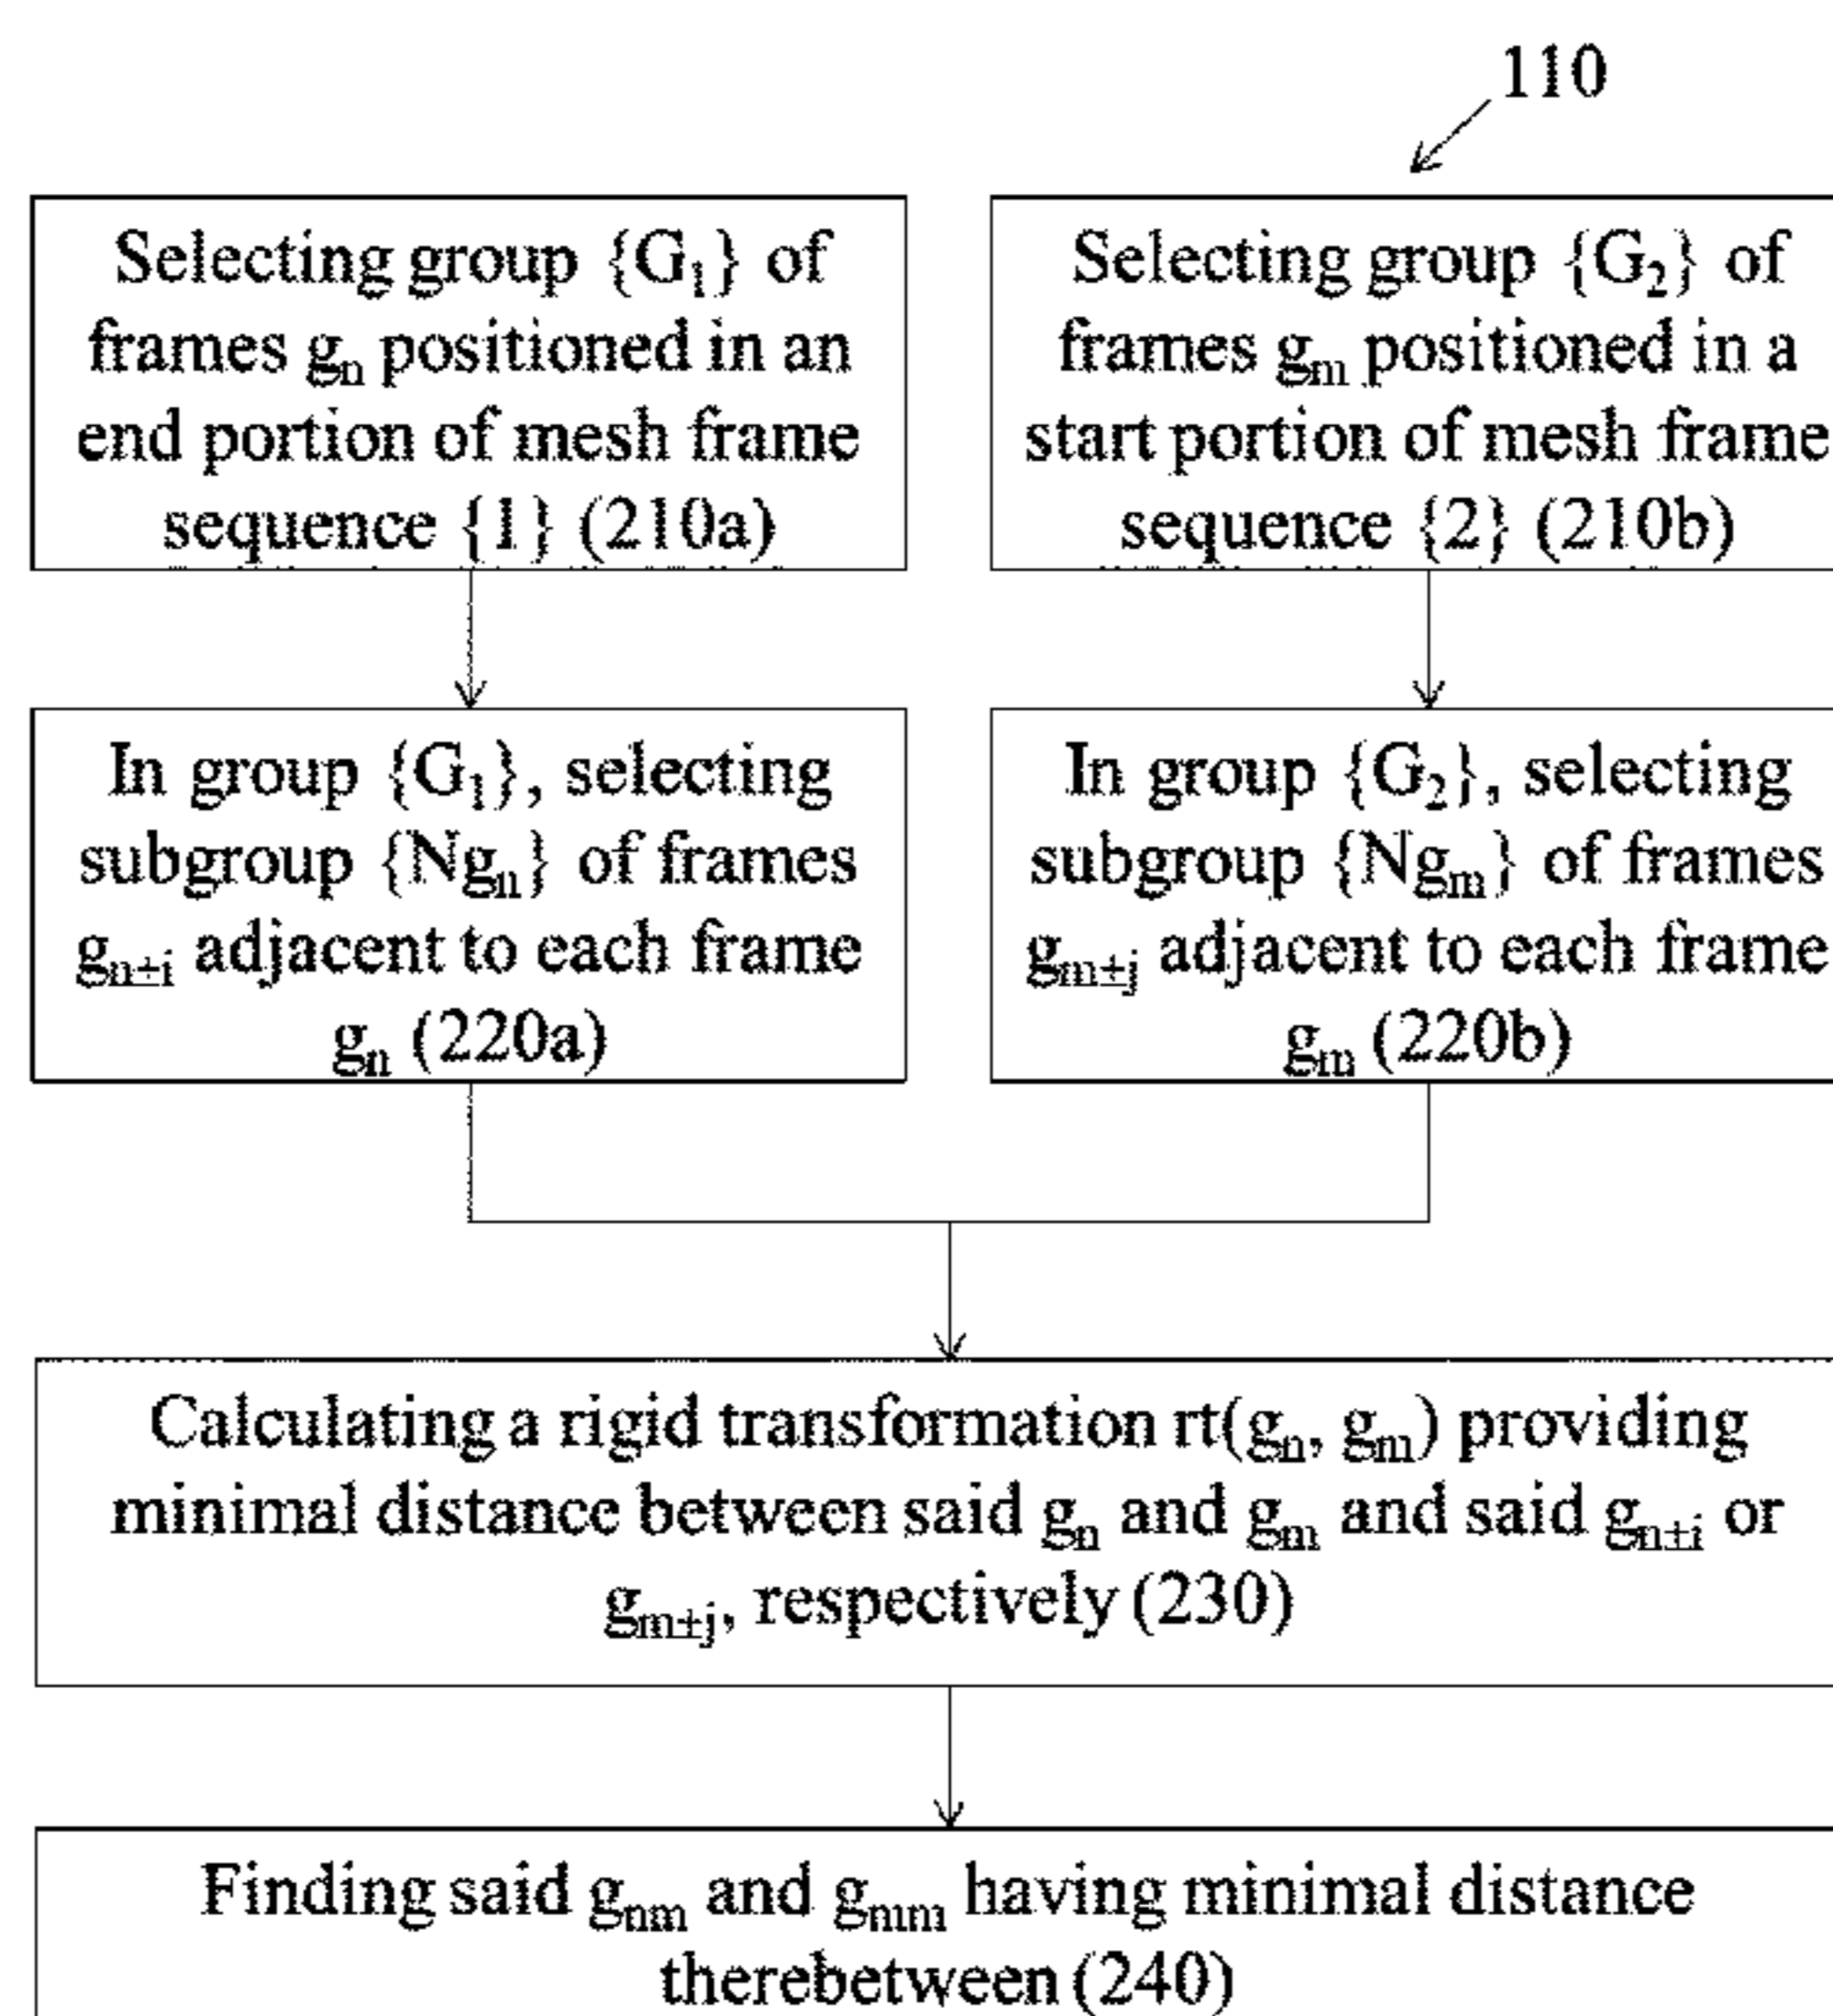 110
Selecting group {G₁} of
frames gₙ positioned in an
end portion of mesh frame
sequence {1} (210a)
Selecting group {G₂} of
frames gₘ positioned in a
start portion of mesh frame
sequence {2} (210b)
In group {G₁}, selecting
subgroup {Ngₙ} of frames
gₙ±ᵢ adjacent to each frame
gₙ (220a)
In group {G₂}, selecting
subgroup {Ngₘ} of frames
gₘ±ⱼ adjacent to each frame
gₘ (220b)
Calculating a rigid transformation rt(gₙ, gₘ) providing
minimal distance between said gₙ and gₘ and said gₙ±ᵢ or
gₘ±ⱼ, respectively (230)
Finding said gₙₘ and gₘₘ having minimal distance
therebetween (240)